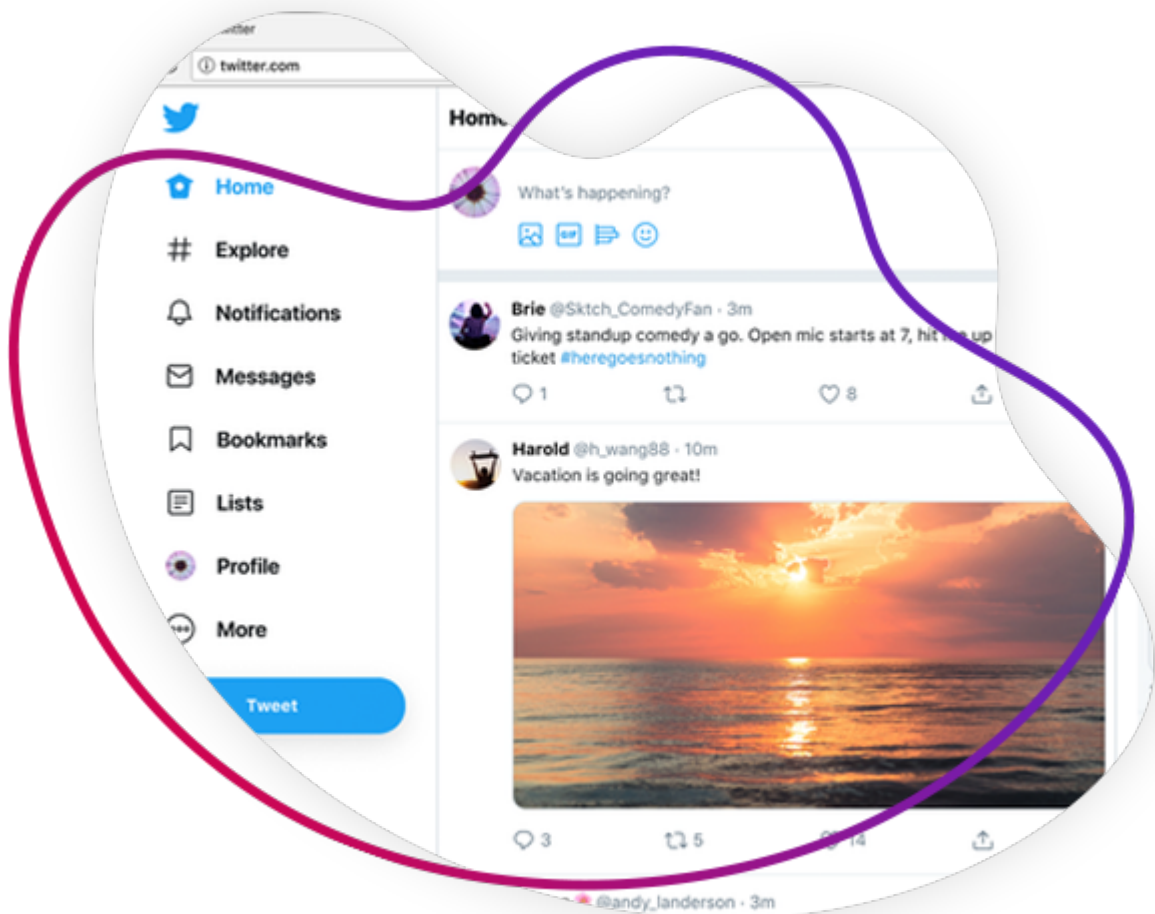 twitter.com
Home
Explore
Notifications
Messages
Bookmarks
Lists
Profile
More
Tweet
Home
What's happening?
GIF
Brie @Sktch_ComedyFan · 3m
Giving standup comedy a go. Open mic starts at 7, hit me up
ticket #heregoesnothing
1
8
Harold @h_wang88 · 10m
Vacation is going great!
3
5
14
@andy_landerson · 3m